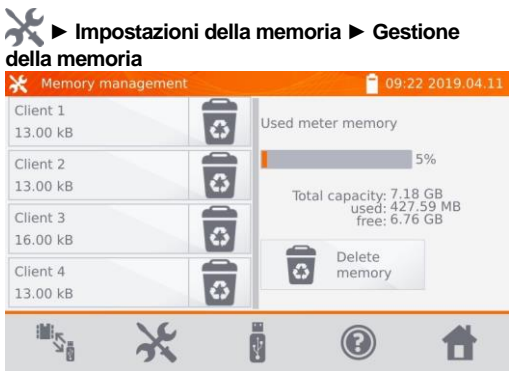 ► Impostazioni della memoria ► Gestione
della memoria
Memory management
09:22 2019.04.11
Client 1
13.00 kB
Client 2
13.00 kB
Client 3
16.00 kB
Client 4
13.00 kB
Used meter memory
5%
Total capacity: 7.18 GB
used: 427.59 MB
free: 6.76 GB
Delete
memory